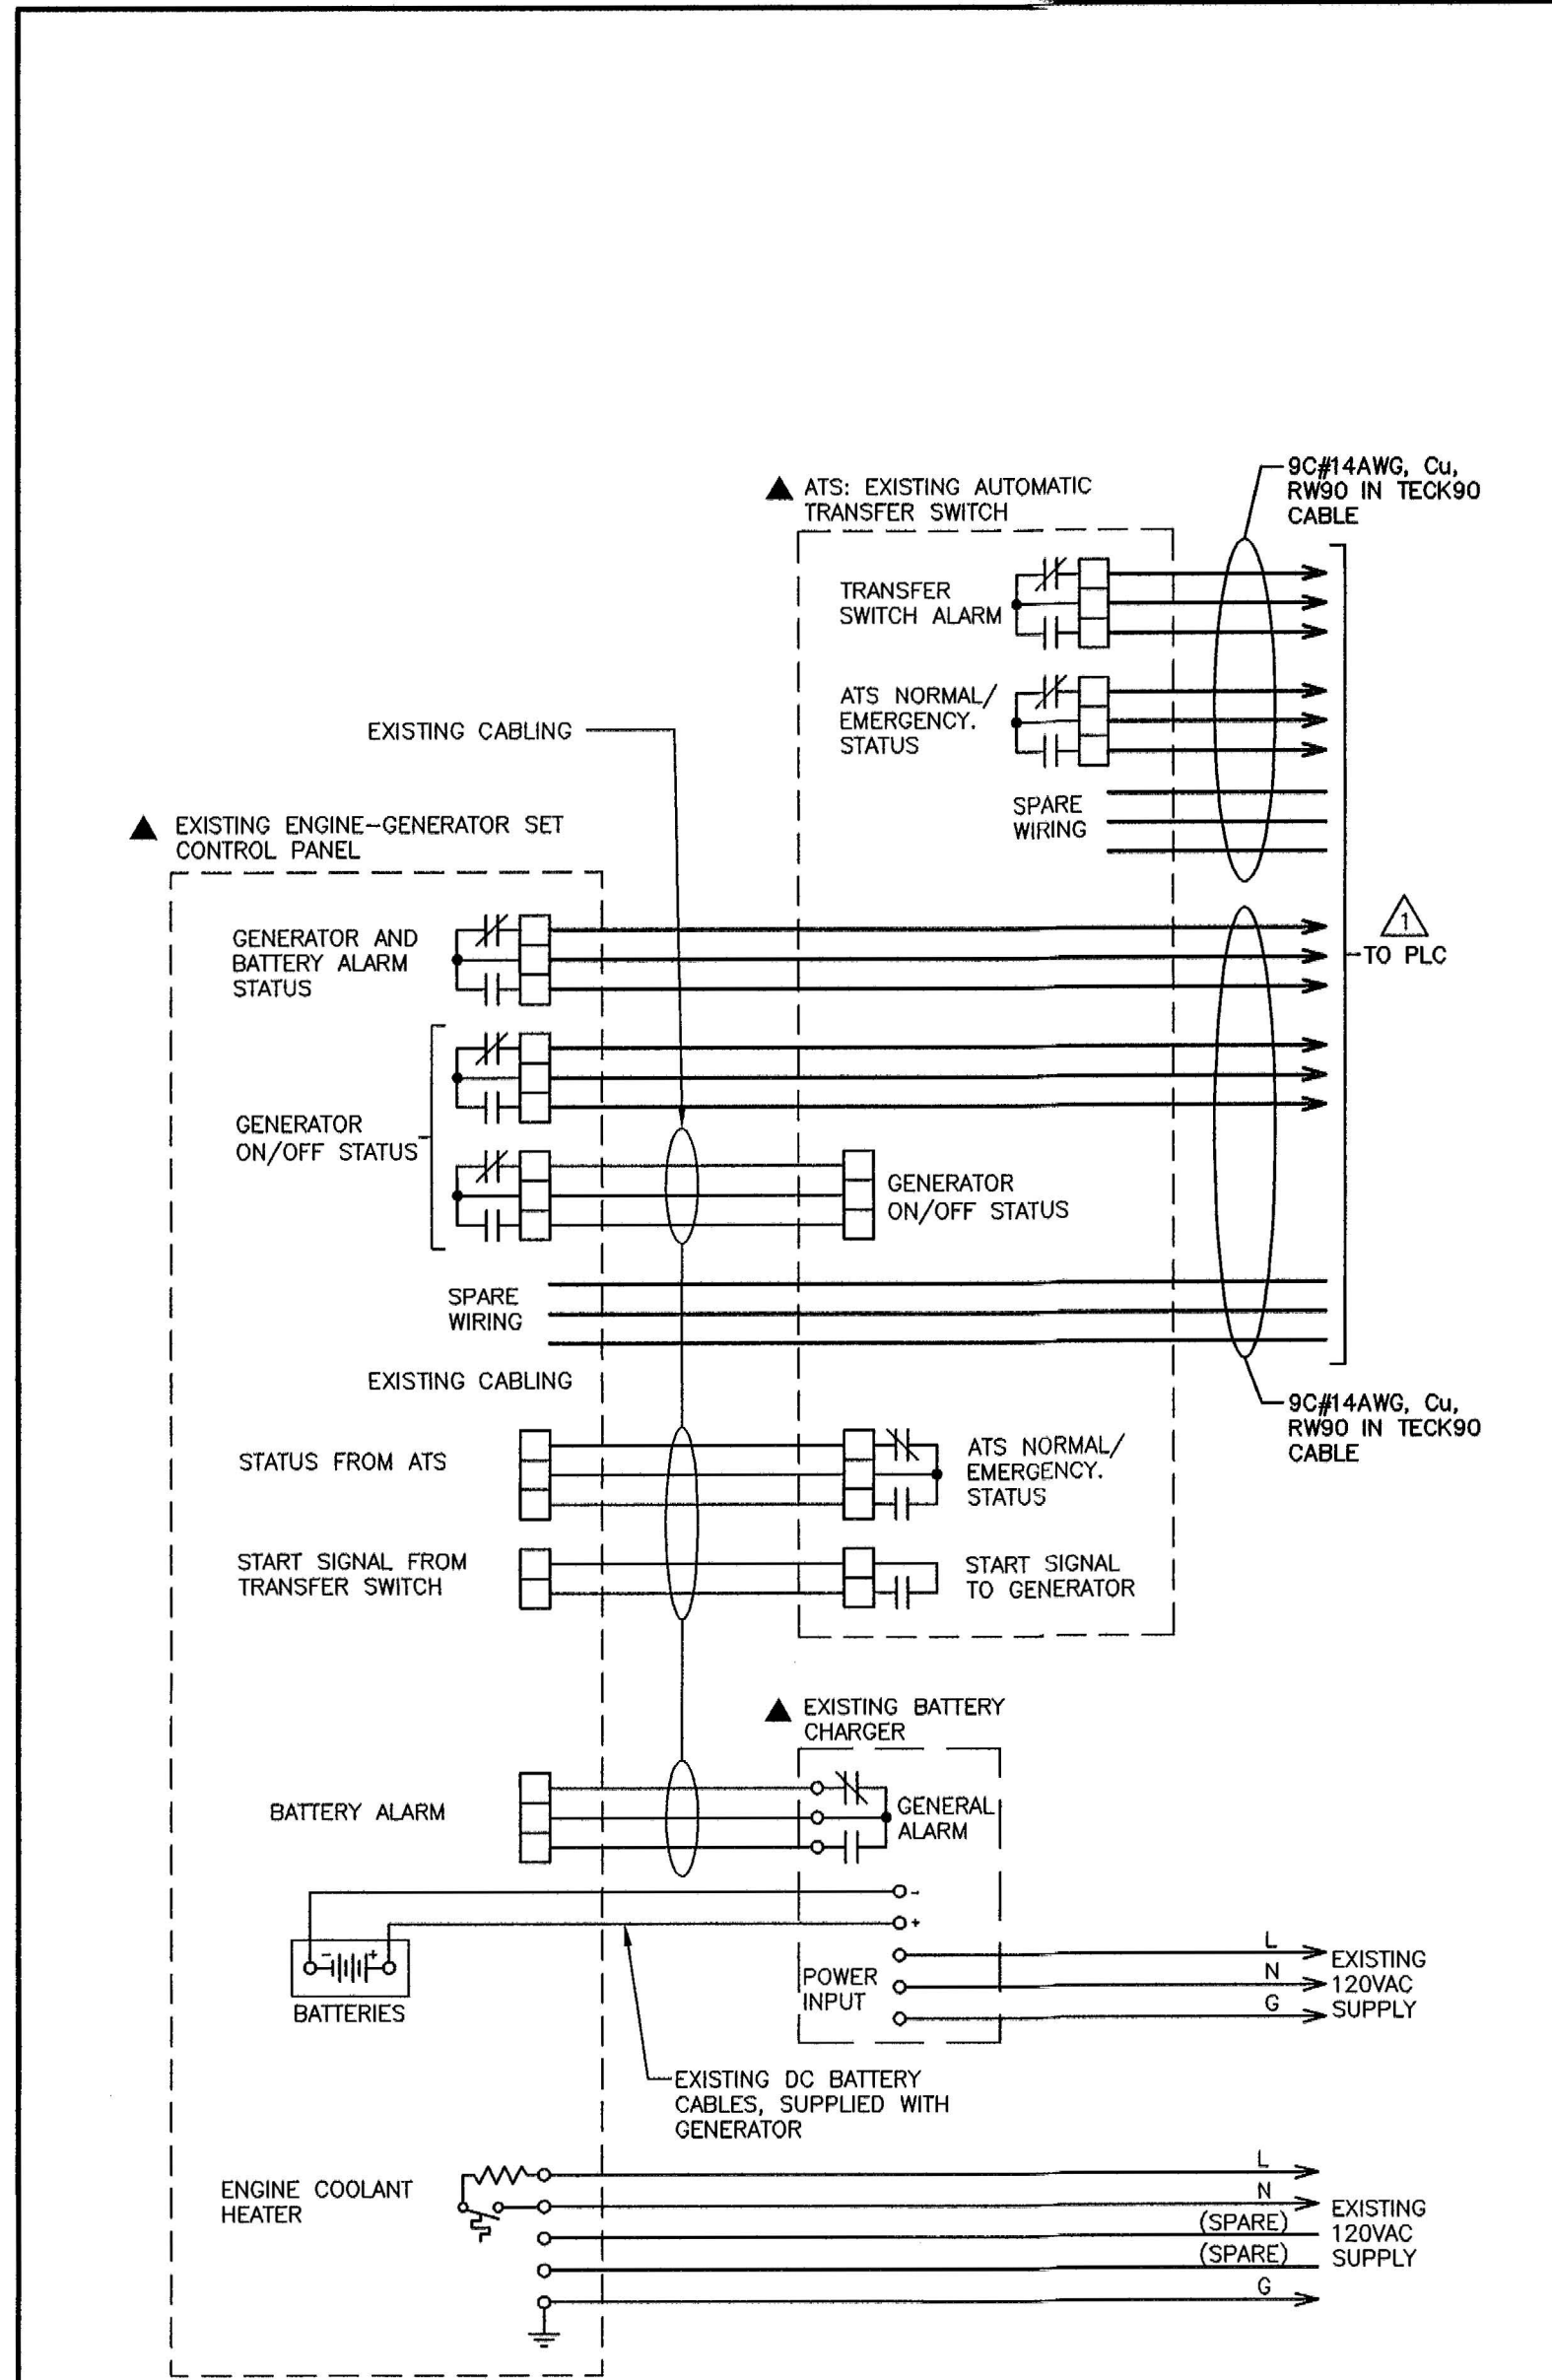 9C#14AWG, Cu,
RW90 IN TECK90
CABLE
ATS: EXISTING AUTOMATIC
TRANSFER SWITCH
TRANSFER
SWITCH ALARM
ATS NORMAL/
EMERGENCY.
STATUS
EXISTING CABLING
SPARE
WIRING
EXISTING ENGINE-GENERATOR SET
CONTROL PANEL
GENERATOR AND
BATTERY ALARM
STATUS
1
TO PLC
GENERATOR
ON/OFF STATUS
GENERATOR
ON/OFF STATUS
SPARE
WIRING
EXISTING CABLING
9C#14AWG, Cu,
RW90 IN TECK90
CABLE
STATUS FROM ATS
ATS NORMAL/
EMERGENCY.
STATUS
START SIGNAL FROM
TRANSFER SWITCH
START SIGNAL
TO GENERATOR
EXISTING BATTERY
CHARGER
BATTERY ALARM
GENERAL
ALARM
-
+
- +
BATTERIES
POWER
INPUT
L
N
G
EXISTING
120VAC
SUPPLY
EXISTING DC BATTERY
CABLES, SUPPLIED WITH
GENERATOR
ENGINE COOLANT
HEATER
L
N
(SPARE)
(SPARE)
G
EXISTING
120VAC
SUPPLY